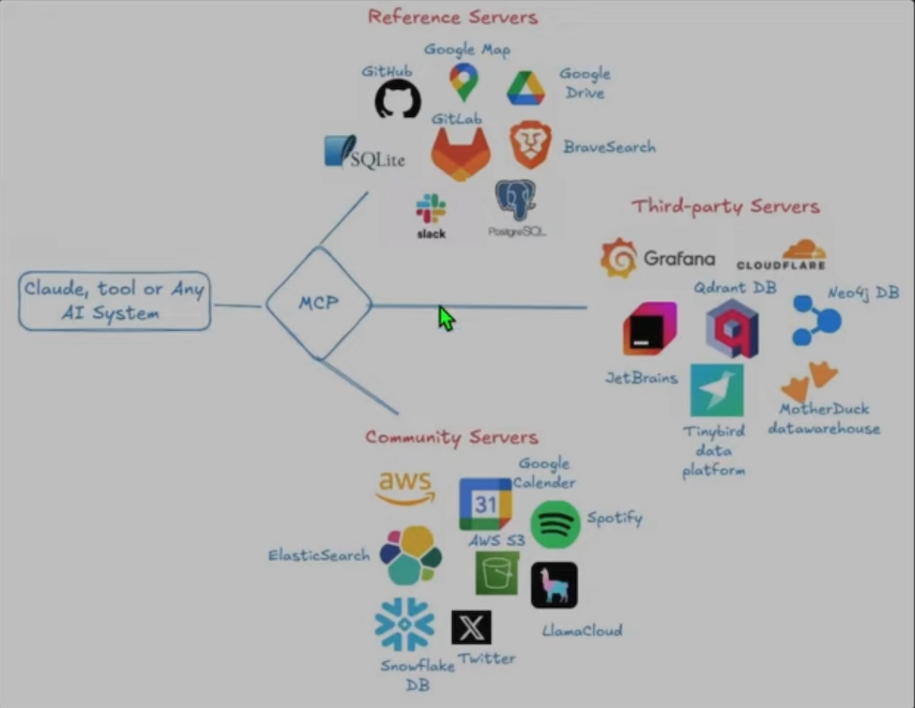 Reference Servers
Google Map
GitHub
Google
Drive
GitLab
SQLite
BraveSearch
slack
PostgreSQL
Third-party Servers
Grafana
CLOUDFLARE
Qdrant DB
Neo4j DB
Claude, tool or Any
AI System
MCP
JetBrains
MotherDuck
datawarehouse
Tinybird
data
platform
Community Servers
aws
Google
Calender
31
Spotify
AWS S3
ElasticSearch
LlamaCloud
X
Twitter
Snowflake
DB